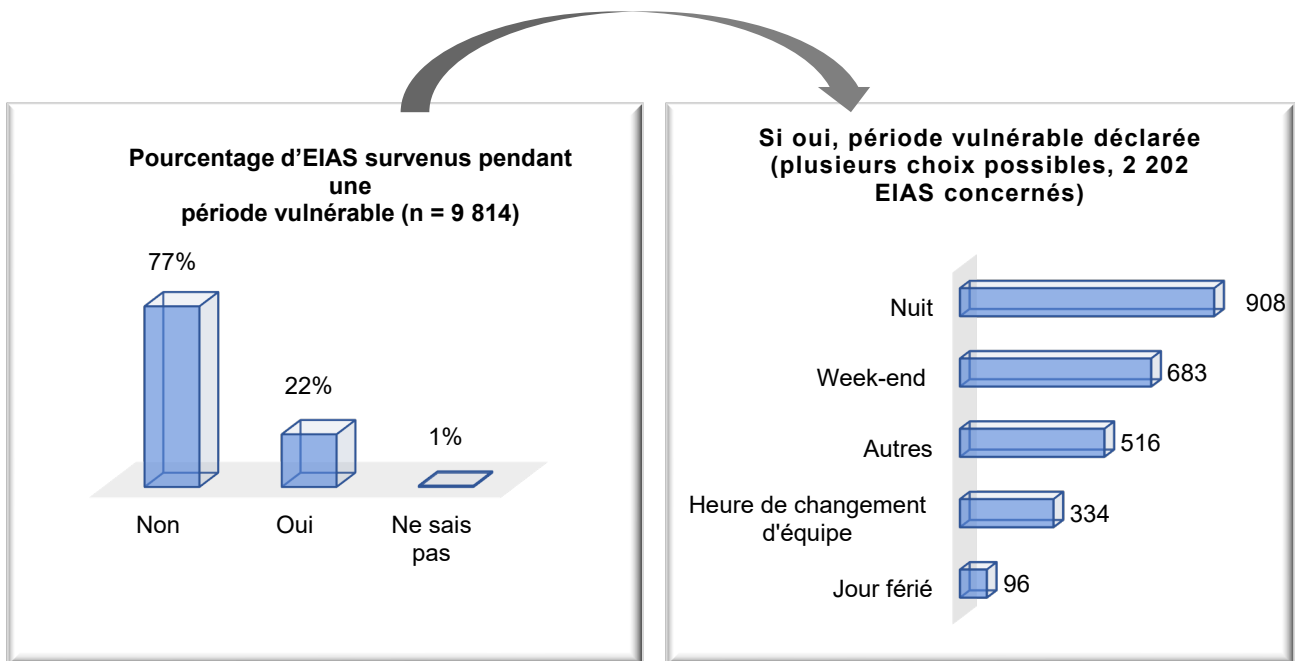 Pourcentage d’EIAS survenus pendant
une
période vulnérable (n = 9 814)
77%
22%
1%
Non
Oui
Ne sais
pas
Si oui, période vulnérable déclarée
(plusieurs choix possibles, 2 202
EIAS concernés)
Nuit
908
Week-end
683
Autres
516
Heure de changement
d'équipe
334
Jour férié
96